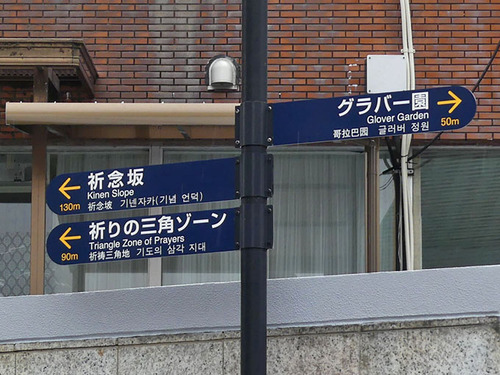 グラバー園
Glover Garden
哥拉巴园 글러버 정원
50m
祈念坂
Kinen Slope
祈念坡 기넨자카(기념 언덕)
130m
祈りの三角ゾーン
Triangle Zone of Prayers
祈祷三角地 기도의 삼각 지대
90m